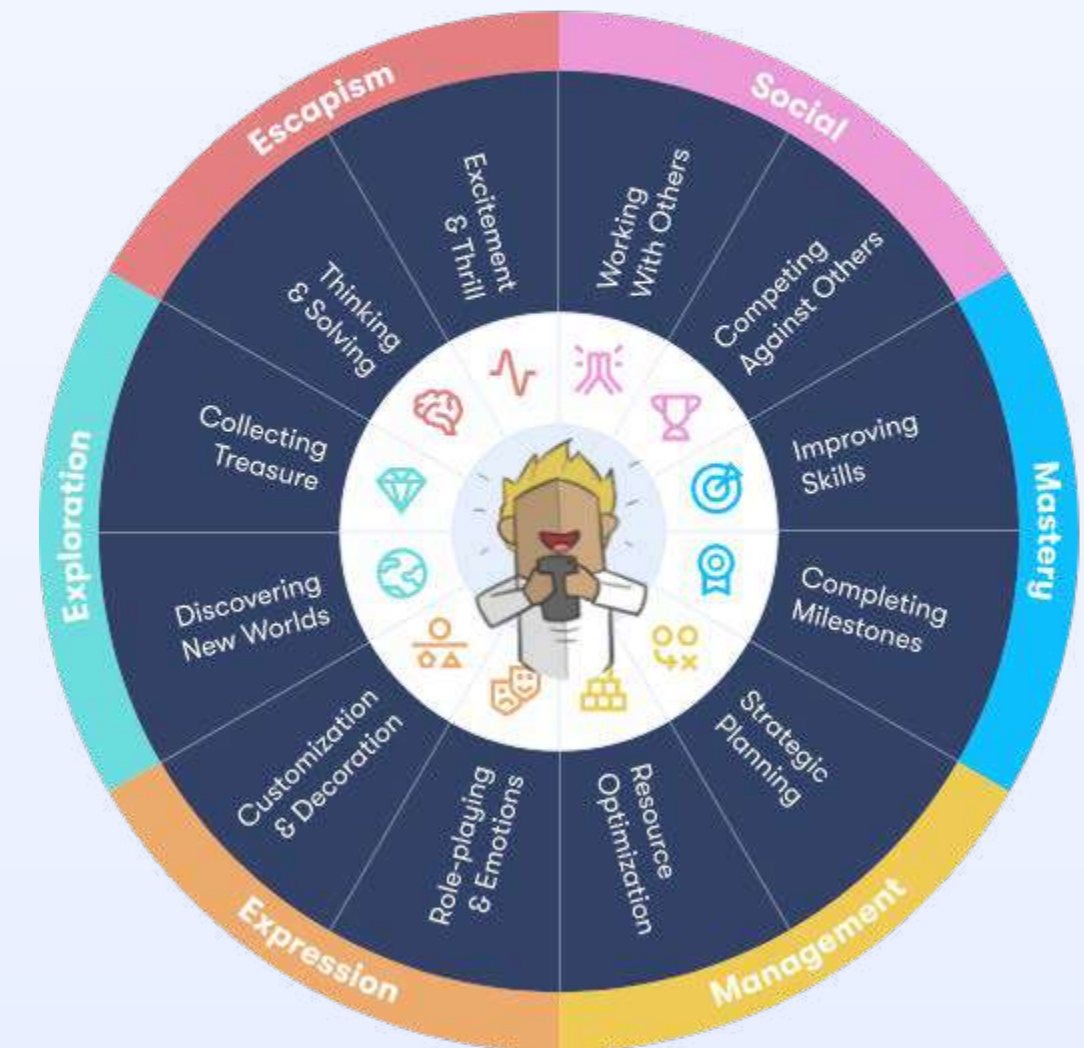 Social
Working
With Others
Competing
Against Others
Mastery
Improving
Skills
Completing
Milestones
Management
Strategic
Planning
Resource
Optimization
Expression
Role-playing
& Emotions
Customization
& Decoration
Exploration
Discovering
New Worlds
Collecting
Treasure
Escapism
Thinking
& Solving
Excitement
& Thrill